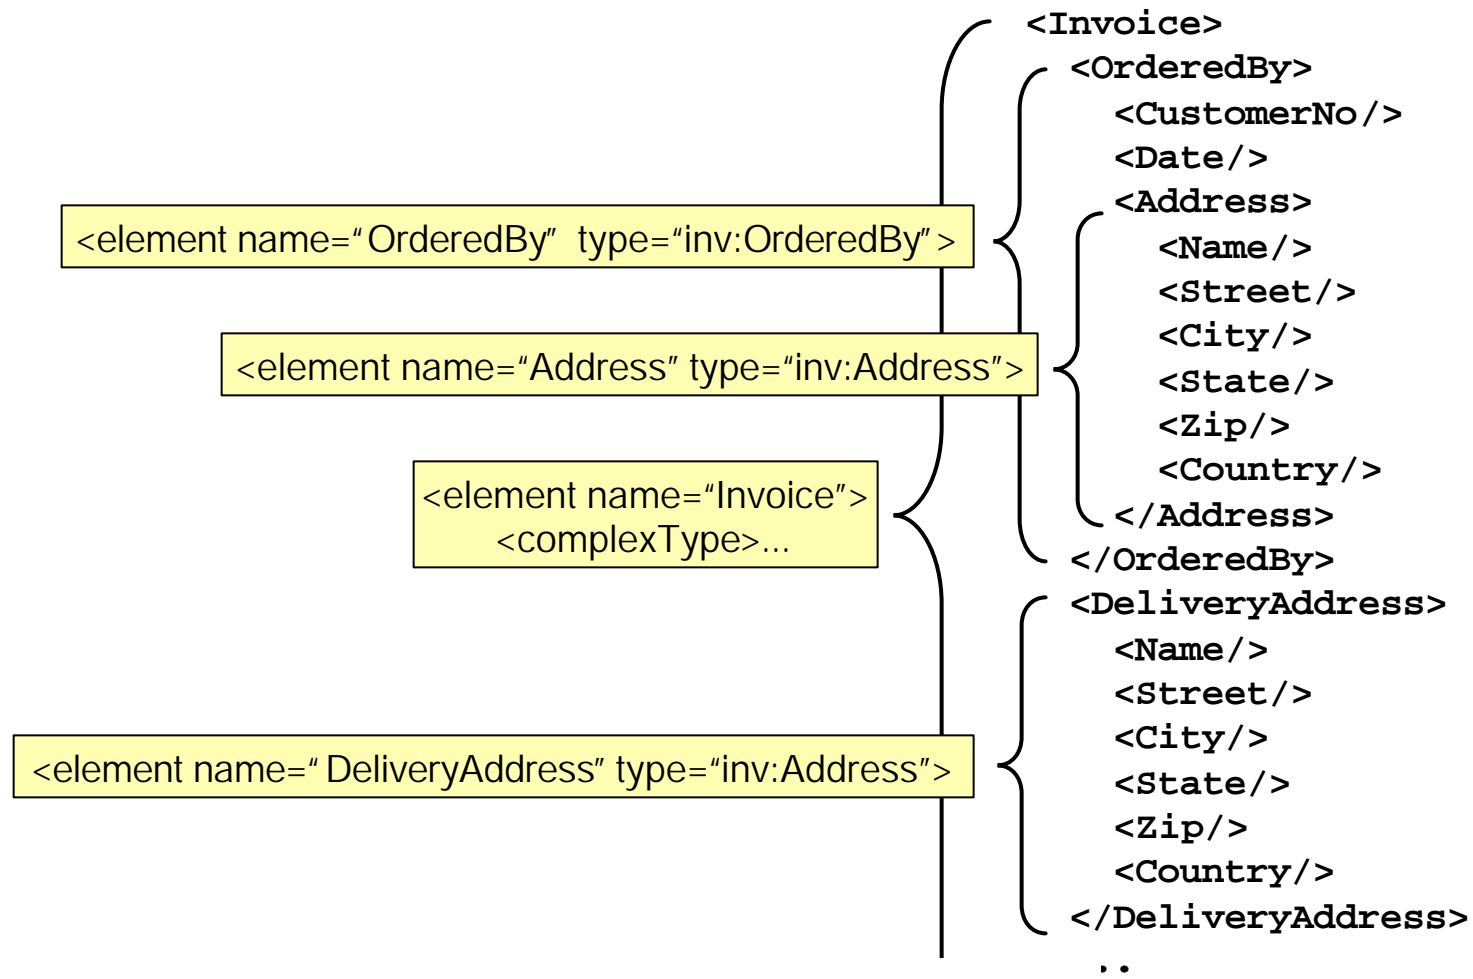 <Invoice>
<OrderedBy>
<CustomerNo/>
<Date/>
<Address>
<element name=“OrderedBy” type=“inv:OrderedBy”>
<Name/>
<Street/>
<City/>
<element name=“Address” type=“inv:Address”>
<State/>
<Zip/>
<Country/>
<element name=“Invoice”>
<complexType>...
</Address>
</OrderedBy>
<DeliveryAddress>
<Name/>
<Street/>
<City/>
<element name=“DeliveryAddress” type=“inv:Address”>
<State/>
<Zip/>
<Country/>
</DeliveryAddress>